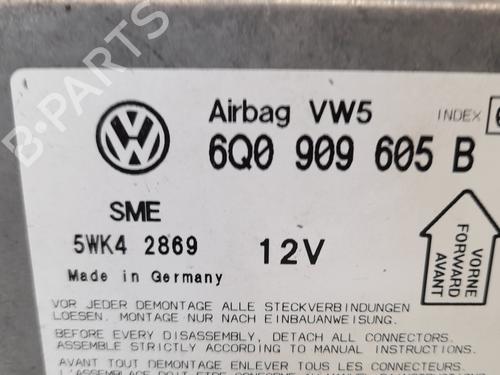 Airbag VW5
INDEX
6Q0 909 605 B
SME
5WK4 2869
12V
Made in Germany
VORNE
FORWARD
AVANT
VOR JEDER DEMONTAGE ALLE STECKVERBINDUNGEN
LOESEN. MONTAGE NUR NACH EINBAUANWEISUNG.
BEFORE EVERY DISASSEMBLY, DETACH ALL CONNECTORS.
ASSEMBLE STRICTLY ACCORDING TO MANUAL INSTRUCTIONS.
AVANT TOUT DEMONTAGE ENLEVER TOUS LES CONNECTEURS.
B-PARTS